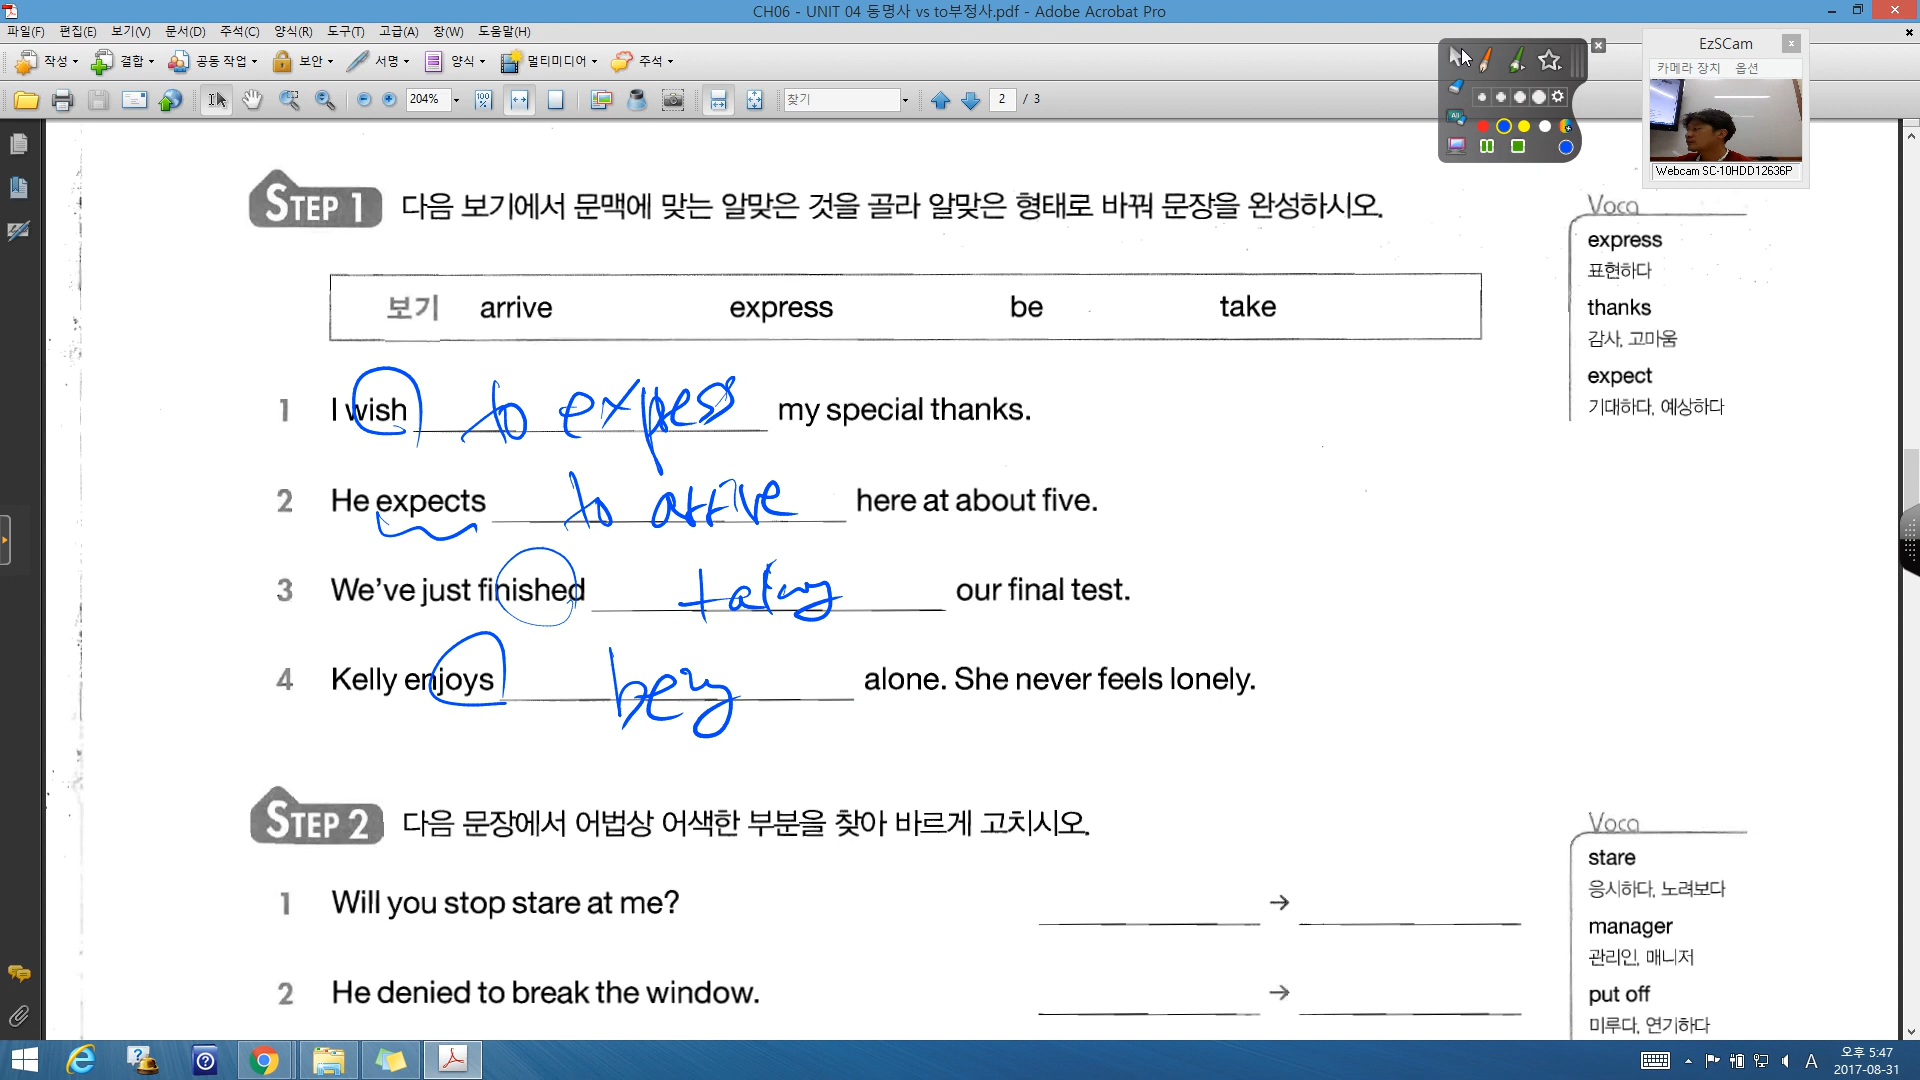 CH06 - UNIT 04 동명사 vs to부정사.pdf - Adobe Acrobat Pro
파일(F) 편집(E) 보기(V) 문서(D) 주석(C) 양식(R) 도구(T) 고급(A) 창(W) 도움말(H)
작성 결합 공동 작업 보안 서명 양식 멀티미디어 주석
204% 찾기 2 / 3
EzSCam
카메라 장치 옵션
Webcam SC-10HDD12636P
STEP 1 다음 보기에서 문맥에 맞는 알맞은 것을 골라 알맞은 형태로 바꿔 문장을 완성하시오.
보기 arrive express be take
1 I wish to express my special thanks.
2 He expects to arrive here at about five.
3 We've just finished taking our final test.
4 Kelly enjoys being alone. She never feels lonely.
Voca
express
표현하다
thanks
감사, 고마움
expect
기대하다, 예상하다
STEP 2 다음 문장에서 어법상 어색한 부분을 찾아 바르게 고치시오.
1 Will you stop stare at me? →
2 He denied to break the window. →
Voca
stare
응시하다, 노려보다
manager
관리인, 매니저
put off
미루다, 연기하다
A 오후 5:47
2017-08-31